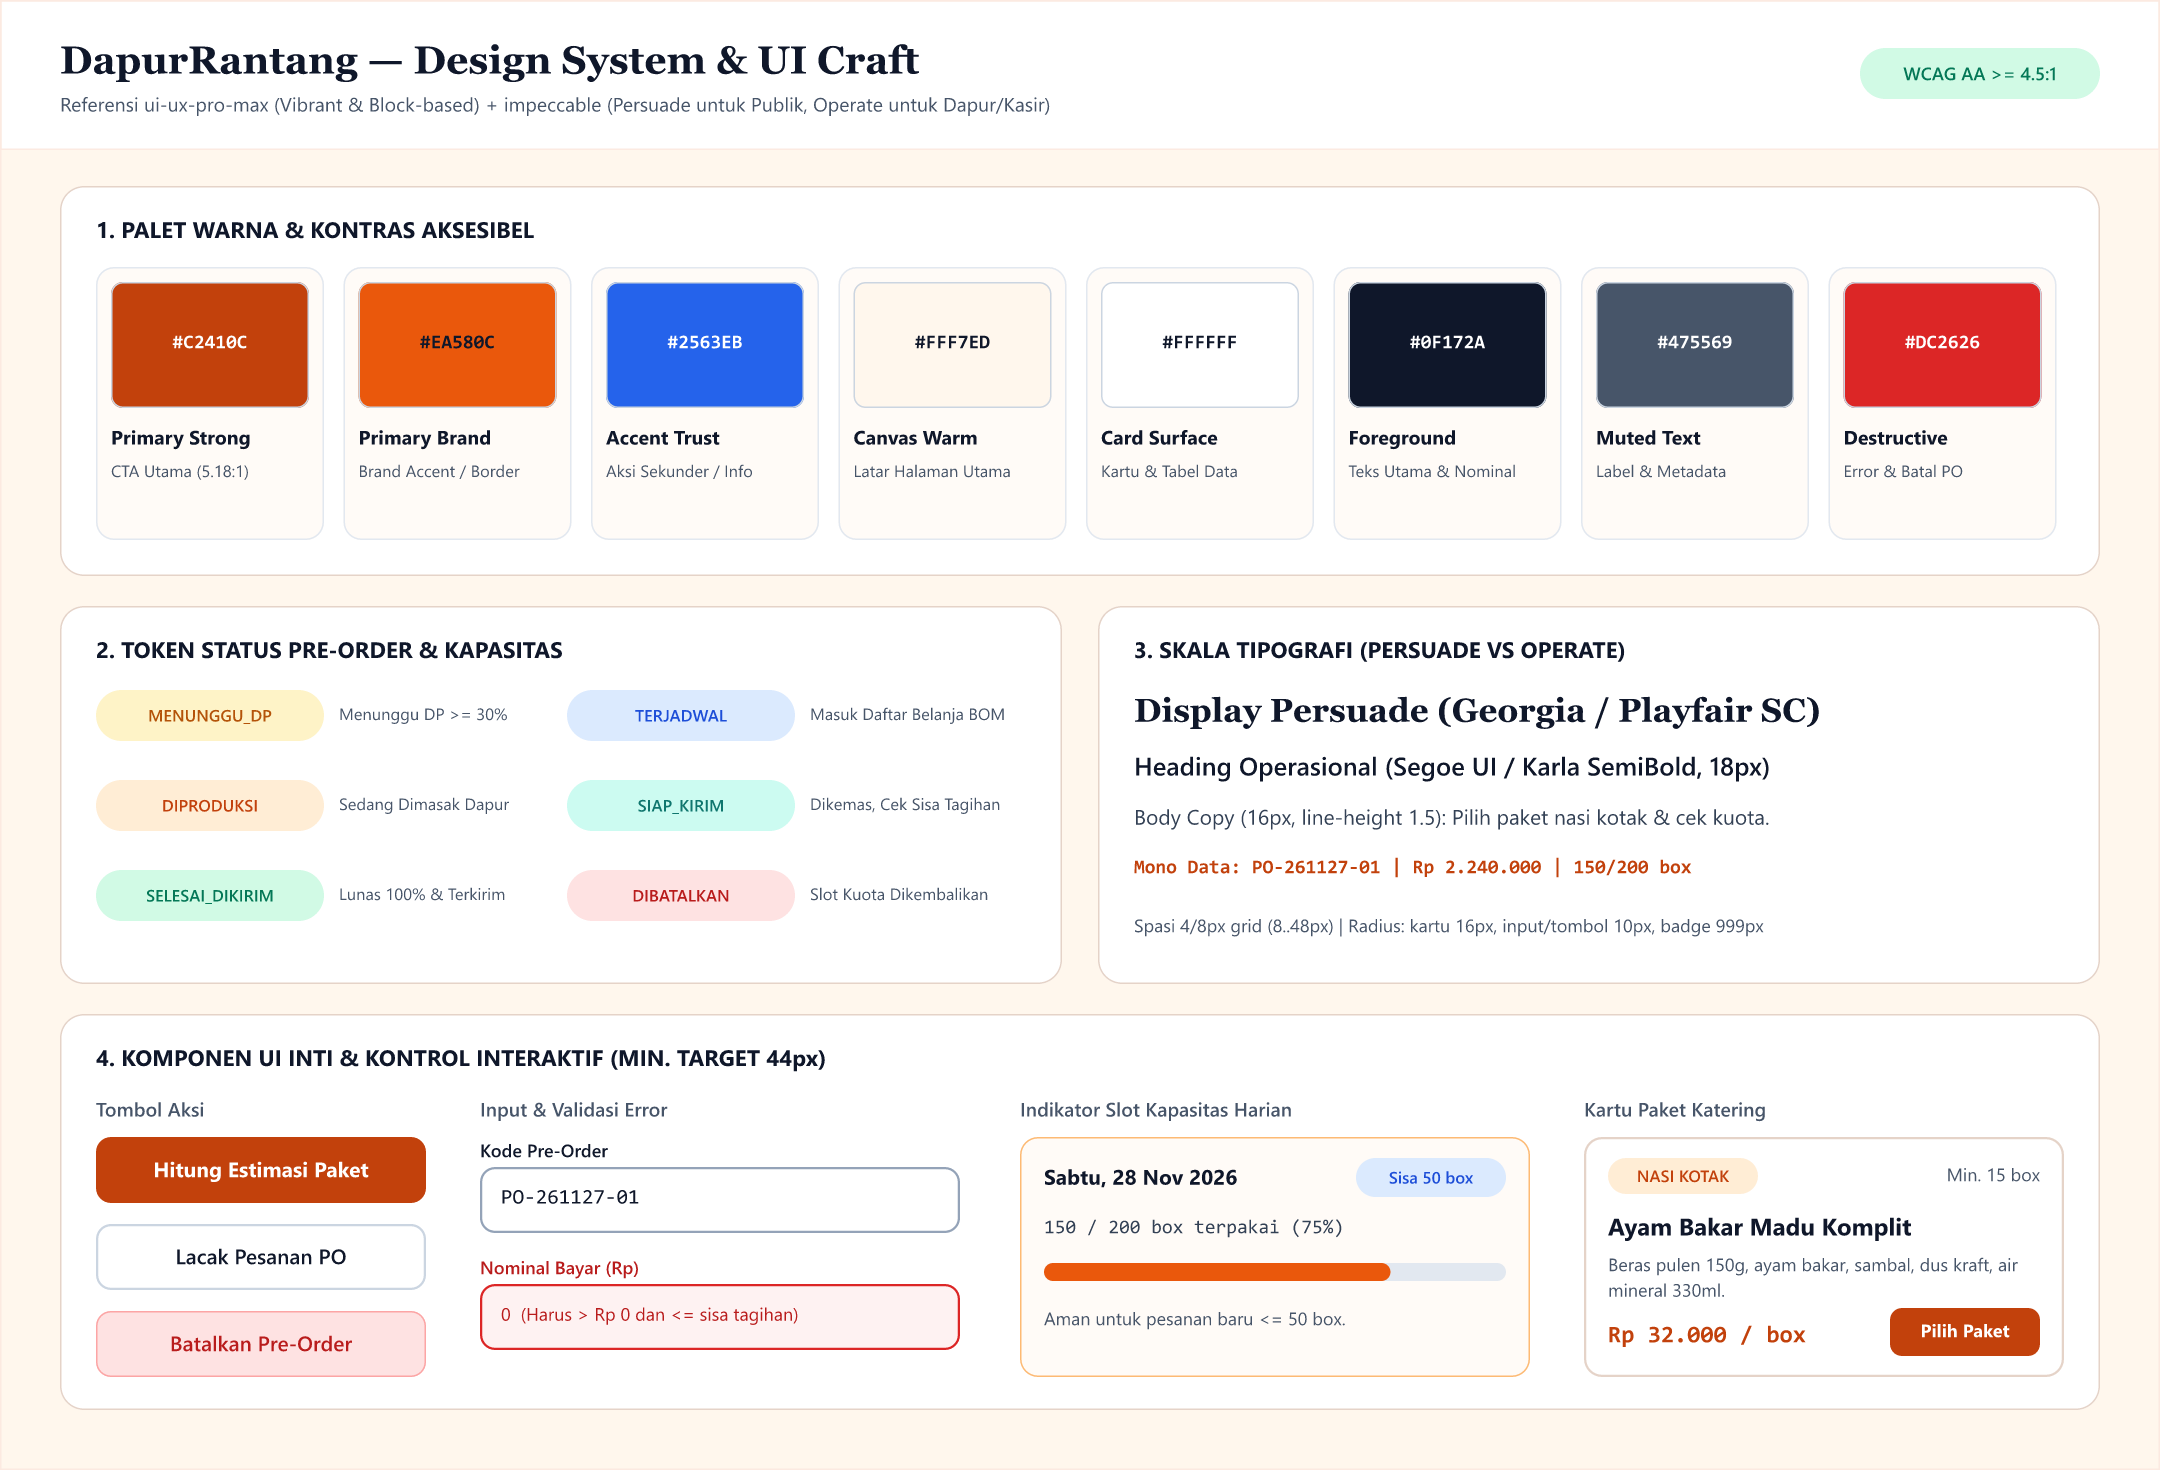 DapurRantang — Design System & UI Craft
Referensi ui-ux-pro-max (Vibrant & Block-based) + impeccable (Persuade untuk Publik, Operate untuk Dapur/Kasir)
WCAG AA >= 4.5:1
1. PALET WARNA & KONTRAS AKSESIBEL
#C2410C
Primary Strong
CTA Utama (5.18:1)
#EA580C
Primary Brand
Brand Accent / Border
#2563EB
Accent Trust
Aksi Sekunder / Info
#FFF7ED
Canvas Warm
Latar Halaman Utama
#FFFFFF
Card Surface
Kartu & Tabel Data
#0F172A
Foreground
Teks Utama & Nominal
#475569
Muted Text
Label & Metadata
#DC2626
Destructive
Error & Batal PO
2. TOKEN STATUS PRE-ORDER & KAPASITAS
MENUNGGU_DP
Menunggu DP >= 30%
TERJADWAL
Masuk Daftar Belanja BOM
DIPRODUKSI
Sedang Dimasak Dapur
SIAP_KIRIM
Dikemas, Cek Sisa Tagihan
SELESAI_DIKIRIM
Lunas 100% & Terkirim
DIBATALKAN
Slot Kuota Dikembalikan
3. SKALA TIPOGRAFI (PERSUADE VS OPERATE)
Display Persuade (Georgia / Playfair SC)
Heading Operasional (Segoe UI / Karla SemiBold, 18px)
Body Copy (16px, line-height 1.5): Pilih paket nasi kotak & cek kuota.
Mono Data: PO-261127-01 | Rp 2.240.000 | 150/200 box
Spasi 4/8px grid (8..48px) | Radius: kartu 16px, input/tombol 10px, badge 999px
4. KOMPONEN UI INTI & KONTROL INTERAKTIF (MIN. TARGET 44px)
Tombol Aksi
Hitung Estimasi Paket
Lacak Pesanan PO
Batalkan Pre-Order
Input & Validasi Error
Kode Pre-Order
PO-261127-01
Nominal Bayar (Rp)
0 (Harus > Rp 0 dan <= sisa tagihan)
Indikator Slot Kapasitas Harian
Sabtu, 28 Nov 2026
Sisa 50 box
150 / 200 box terpakai (75%)
Aman untuk pesanan baru <= 50 box.
Kartu Paket Katering
NASI KOTAK
Min. 15 box
Ayam Bakar Madu Komplit
Beras pulen 150g, ayam bakar, sambal, dus kraft, air
mineral 330ml.
Rp 32.000 / box
Pilih Paket